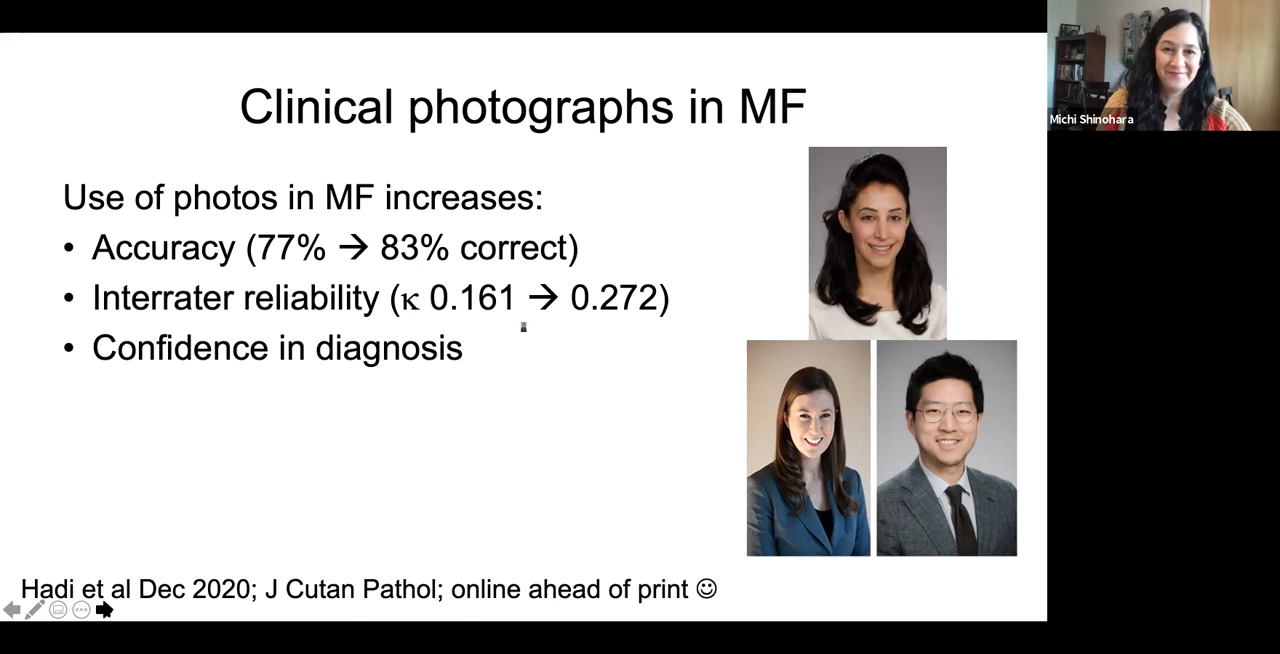 Clinical photographs in MF
Use of photos in MF increases:
• Accuracy (77% → 83% correct)
• Interrater reliability (κ 0.161 → 0.272)
• Confidence in diagnosis
Hadi et al Dec 2020; J Cutan Pathol; online ahead of print ☺
Michi Shinohara